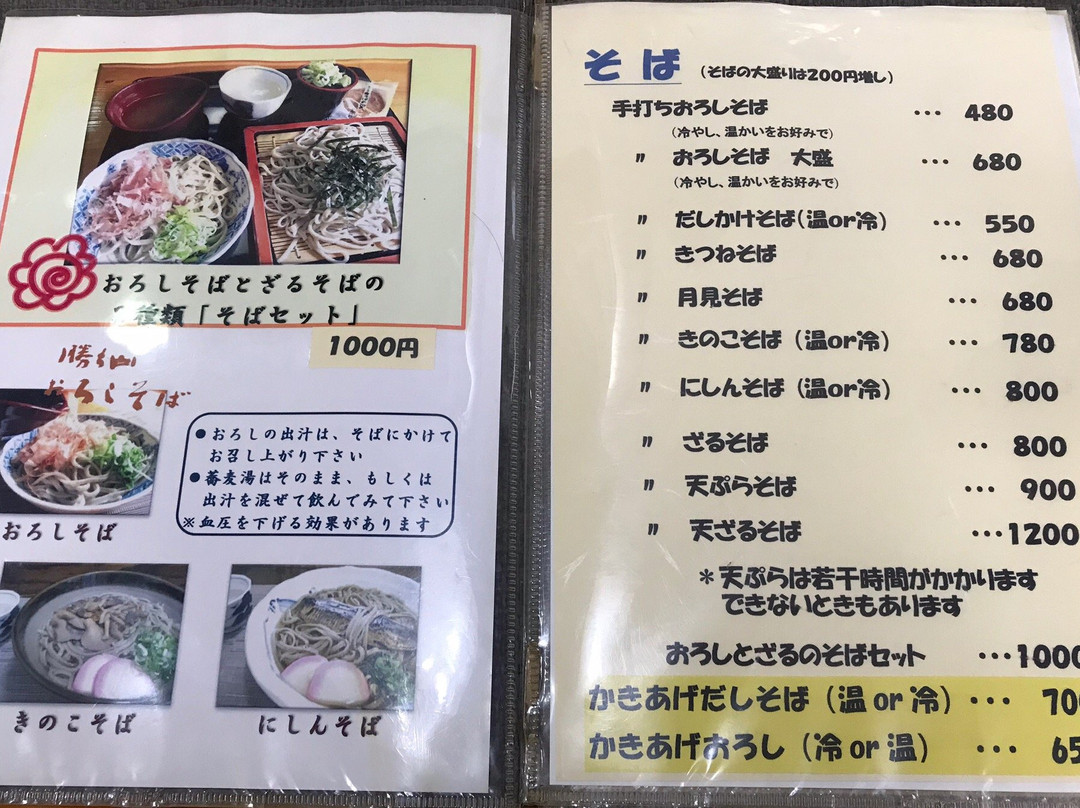 おろしそばとざるそばの
種類「そばセット」
1000円
勝山
おろしそば
●おろしの出汁は、そばにかけて
お召し上がり下さい
●蕎麦湯はそのまま、もしくは
出汁を混ぜて飲んでみて下さい
※血圧を下げる効果があります
おろしそば
きのこそば
にしんそば
そば (そばの大盛りは200円増し)
手打ちおろしそば ・・・ 480
(冷やし、温かいをお好みで)
〃 おろしそば 大盛 ・・・ 680
(冷やし、温かいをお好みで)
〃 だしかけそば(温or冷) ・・・ 550
〃 きつねそば ・・・ 680
〃 月見そば ・・・ 680
〃 きのこそば (温or冷) ・・・ 780
〃 にしんそば (温or冷) ・・・ 800
〃 ざるそば ・・・ 800
〃 天ぷらそば ・・・ 900
〃 天ざるそば ・・・1200
＊天ぷらは若干時間がかかります
できないときもあります
おろしとざるのそばセット ・・・1000
かきあげだしそば (温 or 冷) ・・・ 70
かきあげおろし (冷 or 温) ・・・ 65